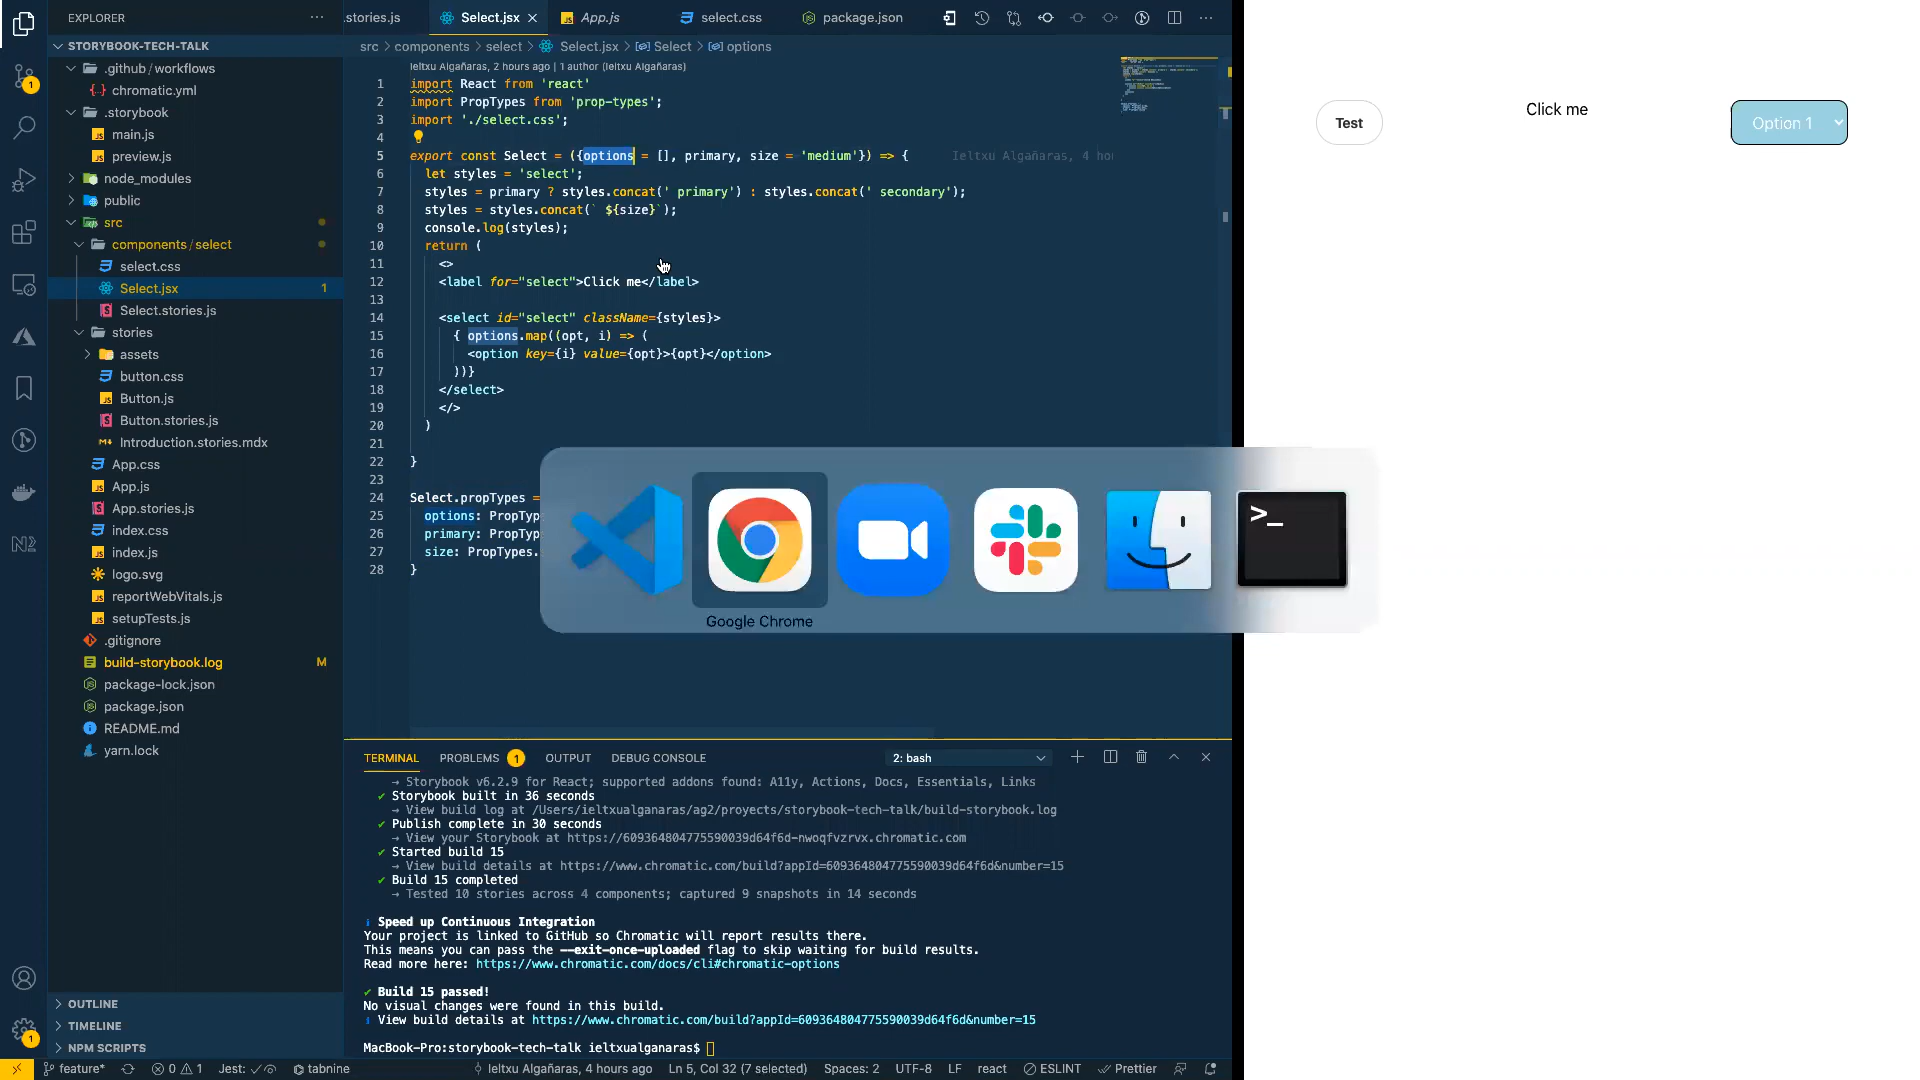 EXPLORER
STORYBOOK-TECH-TALK
.github/workflows
chromatic.yml
.storybook
main.js
preview.js
node_modules
public
src
components/select
select.css
Select.jsx 1
Select.stories.js
stories
assets
button.css
Button.js
Button.stories.js
Introduction.stories.mdx
App.css
App.js
App.stories.js
index.css
index.js
logo.svg
reportWebVitals.js
setupTests.js
.gitignore
build-storybook.log M
package-lock.json
package.json
README.md
yarn.lock
OUTLINE
TIMELINE
NPM SCRIPTS
.stories.js Select.jsx App.js select.css package.json
src > components > select > Select.jsx > Select > options
Ieltxu Algañaras, 2 hours ago | 1 author (Ieltxu Algañaras)
1 import React from 'react'
2 import PropTypes from 'prop-types';
3 import './select.css';
4
5 export const Select = ({options = [], primary, size = 'medium'}) => { Ieltxu Algañaras, 4 hou
6 let styles = 'select';
7 styles = primary ? styles.concat(' primary') : styles.concat(' secondary');
8 styles = styles.concat(` ${size}`);
9 console.log(styles);
10 return (
11 <>
12 <label for="select">Click me</label>
13
14 <select id="select" className={styles}>
15 { options.map((opt, i) => (
16 <option key={i} value={opt}>{opt}</option>
17 ))}
18 </select>
19 </>
20 )
21
22 }
23
24 Select.propTypes =
25 options: PropTyp
26 primary: PropTyp
27 size: PropTypes.
28 }
Google Chrome
>_
Test
Click me
Option 1
TERMINAL PROBLEMS 1 OUTPUT DEBUG CONSOLE 2: bash
→ Storybook v6.2.9 for React; supported addons found: A11y, Actions, Docs, Essentials, Links
✔ Storybook built in 36 seconds
→ View build log at /Users/ieltxualganaras/ag2/proyects/storybook-tech-talk/build-storybook.log
✔ Publish complete in 30 seconds
→ View your Storybook at https://609364804775590039d64f6d-nwoqfvzrvx.chromatic.com
✔ Started build 15
→ View build details at https://www.chromatic.com/build?appId=609364804775590039d64f6d&number=15
✔ Build 15 completed
→ Tested 10 stories across 4 components; captured 9 snapshots in 14 seconds
i Speed up Continuous Integration
Your project is linked to GitHub so Chromatic will report results there.
This means you can pass the --exit-once-uploaded flag to skip waiting for build results.
Read more here: https://www.chromatic.com/docs/cli#chromatic-options
✔ Build 15 passed!
No visual changes were found in this build.
i View build details at https://www.chromatic.com/build?appId=609364804775590039d64f6d&number=15
MacBook-Pro:storybook-tech-talk ieltxualganaras$
feature* 0 1 Jest: tabnine Ieltxu Algañaras, 4 hours ago Ln 5, Col 32 (7 selected) Spaces: 2 UTF-8 LF react ESLINT Prettier